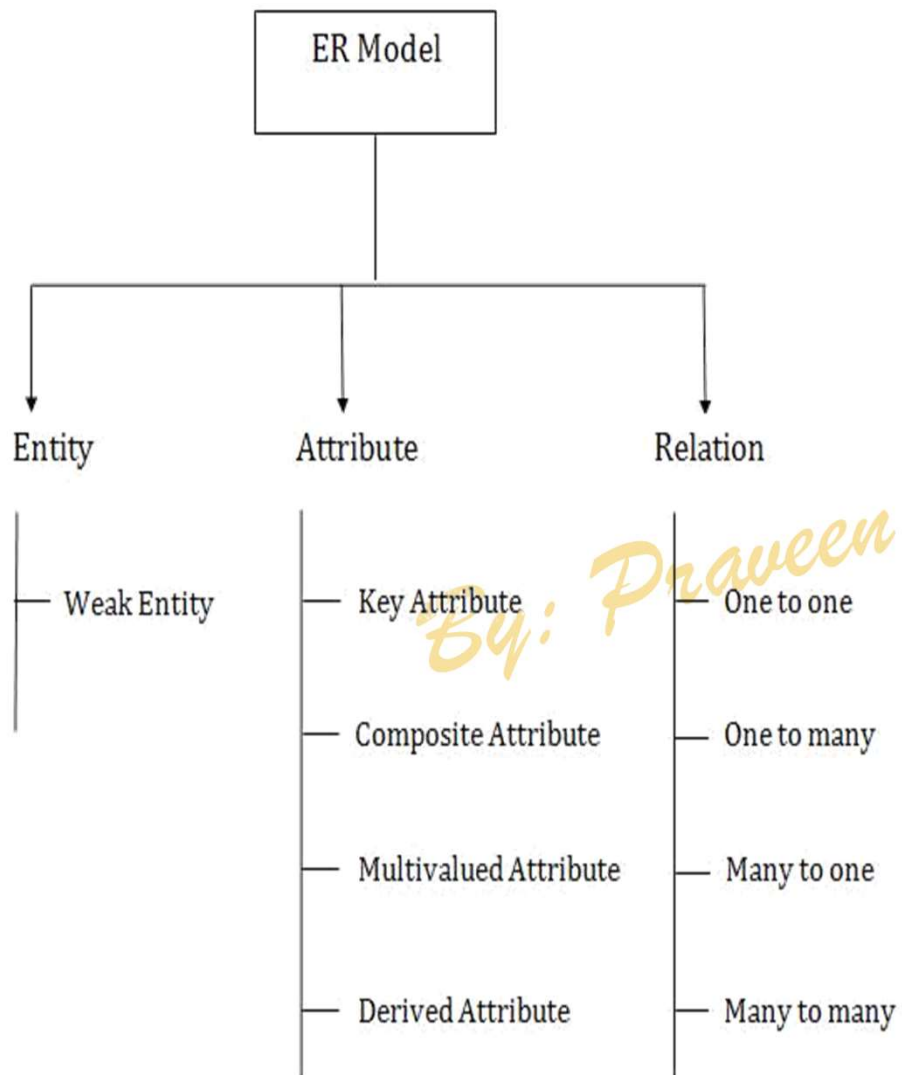 ER Model
Entity
Attribute
Relation
Weak Entity
Key Attribute
Composite Attribute
Multivalued Attribute
Derived Attribute
One to one
One to many
Many to one
Many to many
By: Praveen